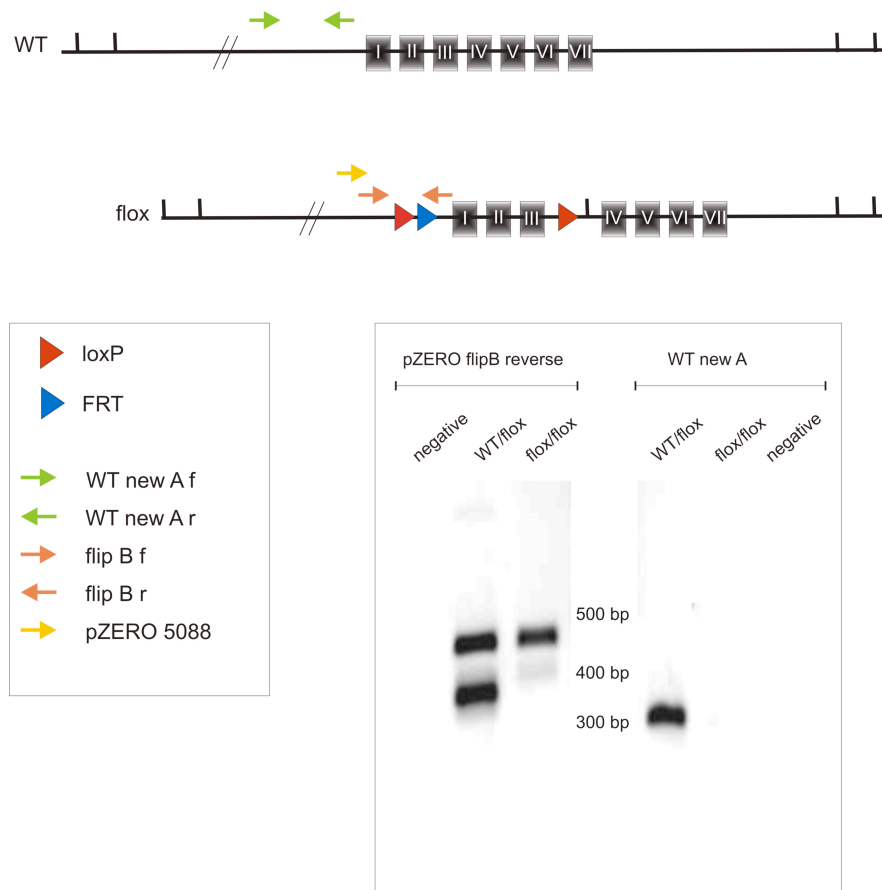 WT
I II III IV V VI VII
flox
I II III IV V VI VII
loxP
FRT
WT new A f
WT new A r
flip B f
flip B r
pZERO 5088
pZERO flipB reverse
WT new A
negative
WT/flox
flox/flox
WT/flox
flox/flox
negative
500 bp
400 bp
300 bp